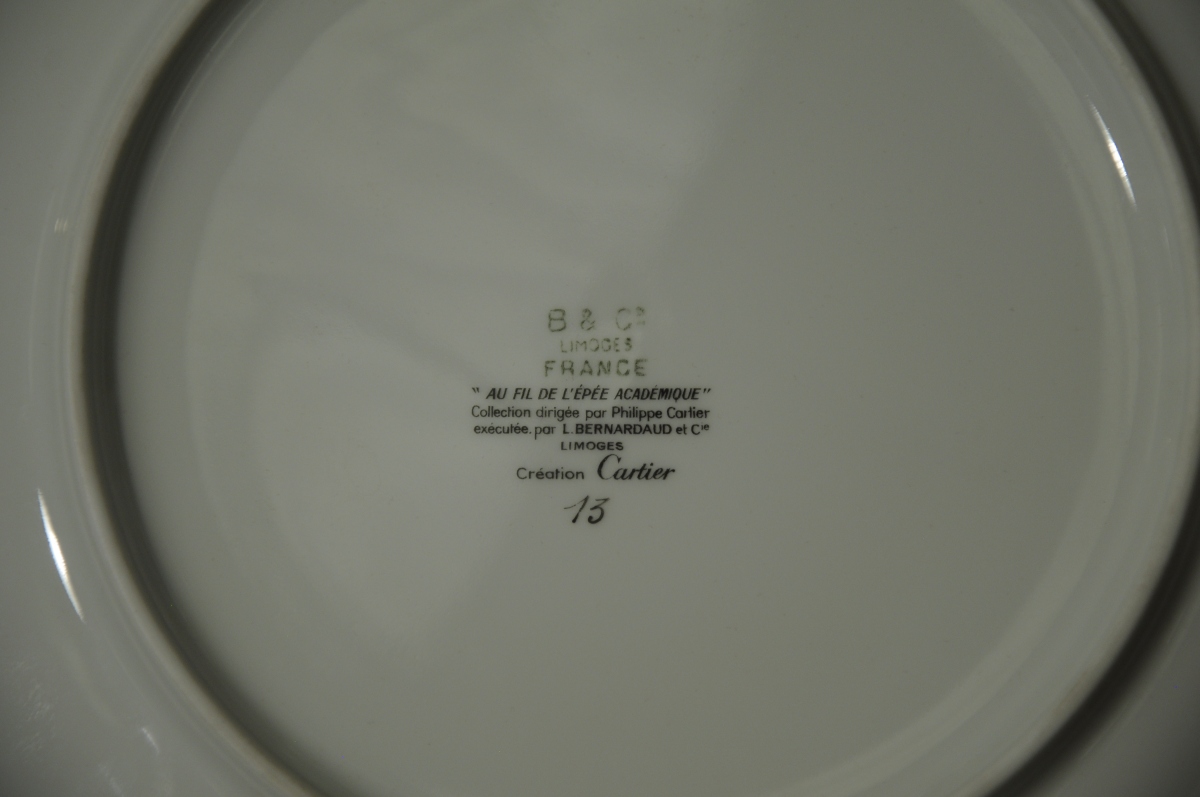 B & Co
LIMOGES
FRANCE
" AU FIL DE L'ÉPÉE ACADÉMIQUE"
Collection dirigée par Philippe Cartier
exécutée.par L.BERNARDAUD et Cie
LIMOGES
Création Cartier
13